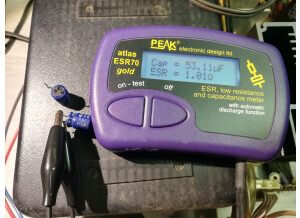 PEAK electronic design ltd
atlas
ESR70
gold
Cap = 53.11µF
ESR = 1.01Ω
on - test
off
ESR, low resistance
and capacitance meter
with automatic
discharge function